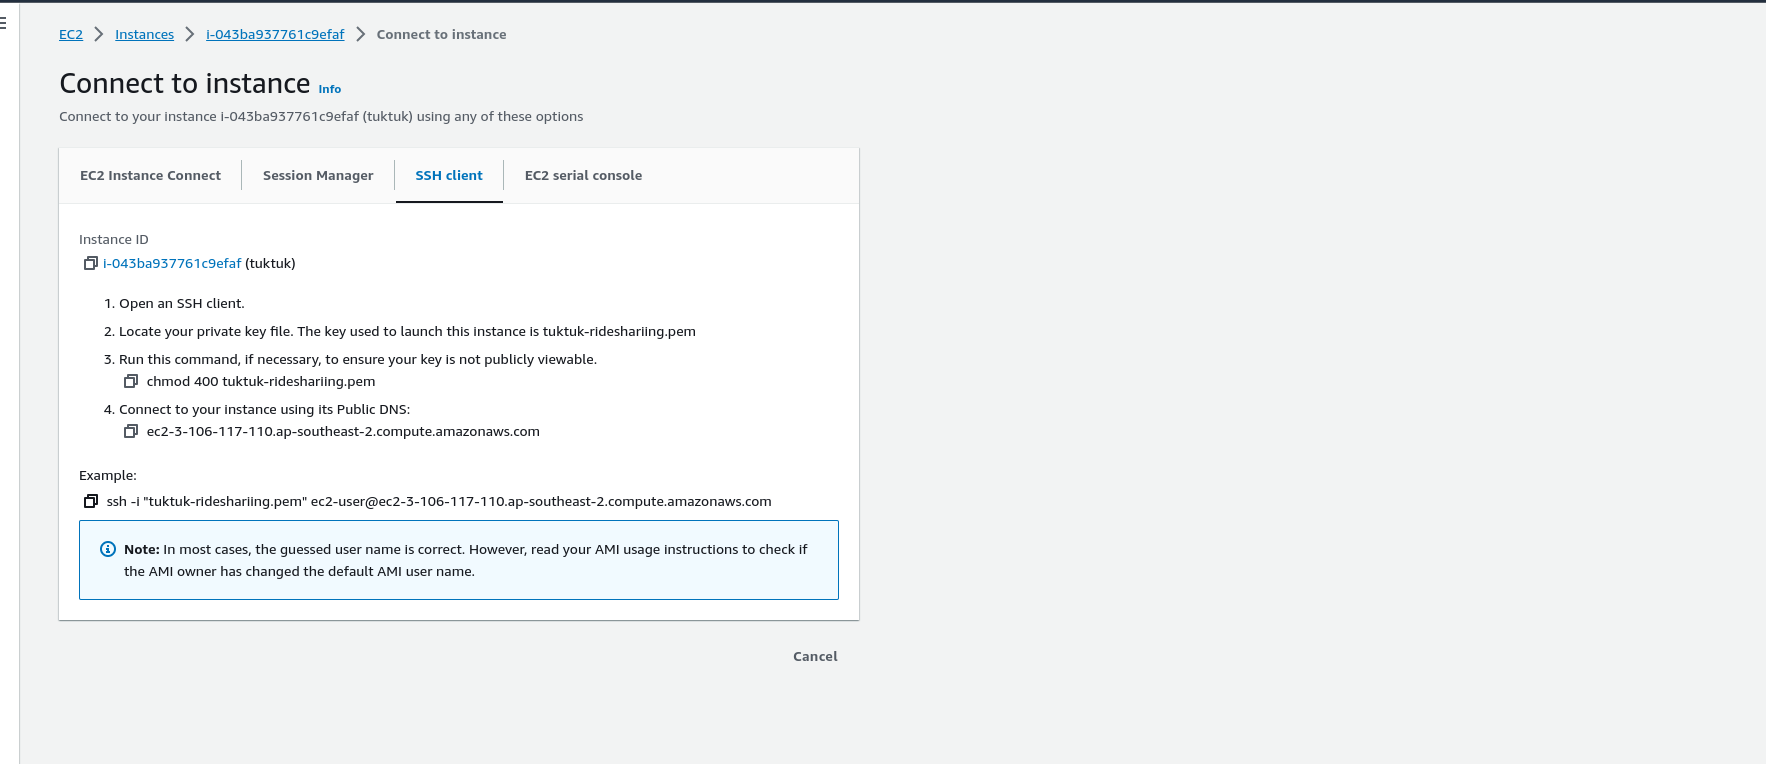 EC2 Instances i-043ba937761c9efaf Connect to instance
Connect to instance Info
Connect to your instance i-043ba937761c9efaf (tuktuk) using any of these options
EC2 Instance Connect Session Manager SSH client EC2 serial console
Instance ID
i-043ba937761c9efaf (tuktuk)
1. Open an SSH client.
2. Locate your private key file. The key used to launch this instance is tuktuk-rideshariing.pem
3. Run this command, if necessary, to ensure your key is not publicly viewable.
chmod 400 tuktuk-rideshariing.pem
4. Connect to your instance using its Public DNS:
ec2-3-106-117-110.ap-southeast-2.compute.amazonaws.com
Example:
ssh -i "tuktuk-rideshariing.pem" ec2-user@ec2-3-106-117-110.ap-southeast-2.compute.amazonaws.com
Note: In most cases, the guessed user name is correct. However, read your AMI usage instructions to check if
the AMI owner has changed the default AMI user name.
Cancel